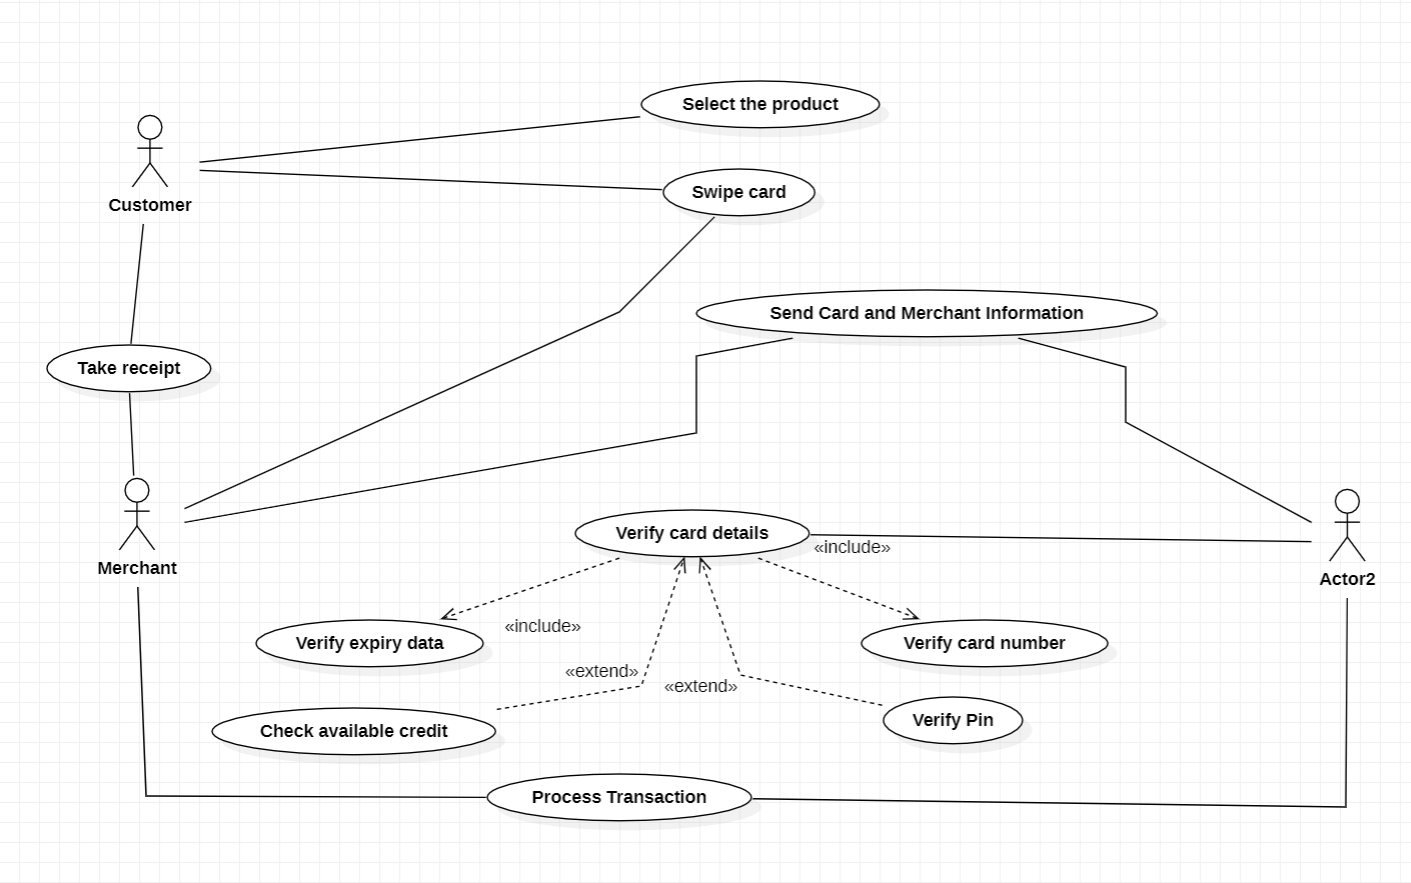 Select the product
Swipe card
Customer
Send Card and Merchant Information
Take receipt
Verify card details
«include»
Merchant
Actor2
«include»
Verify expiry data
Verify card number
«extend»
«extend»
Verify Pin
Check available credit
Process Transaction